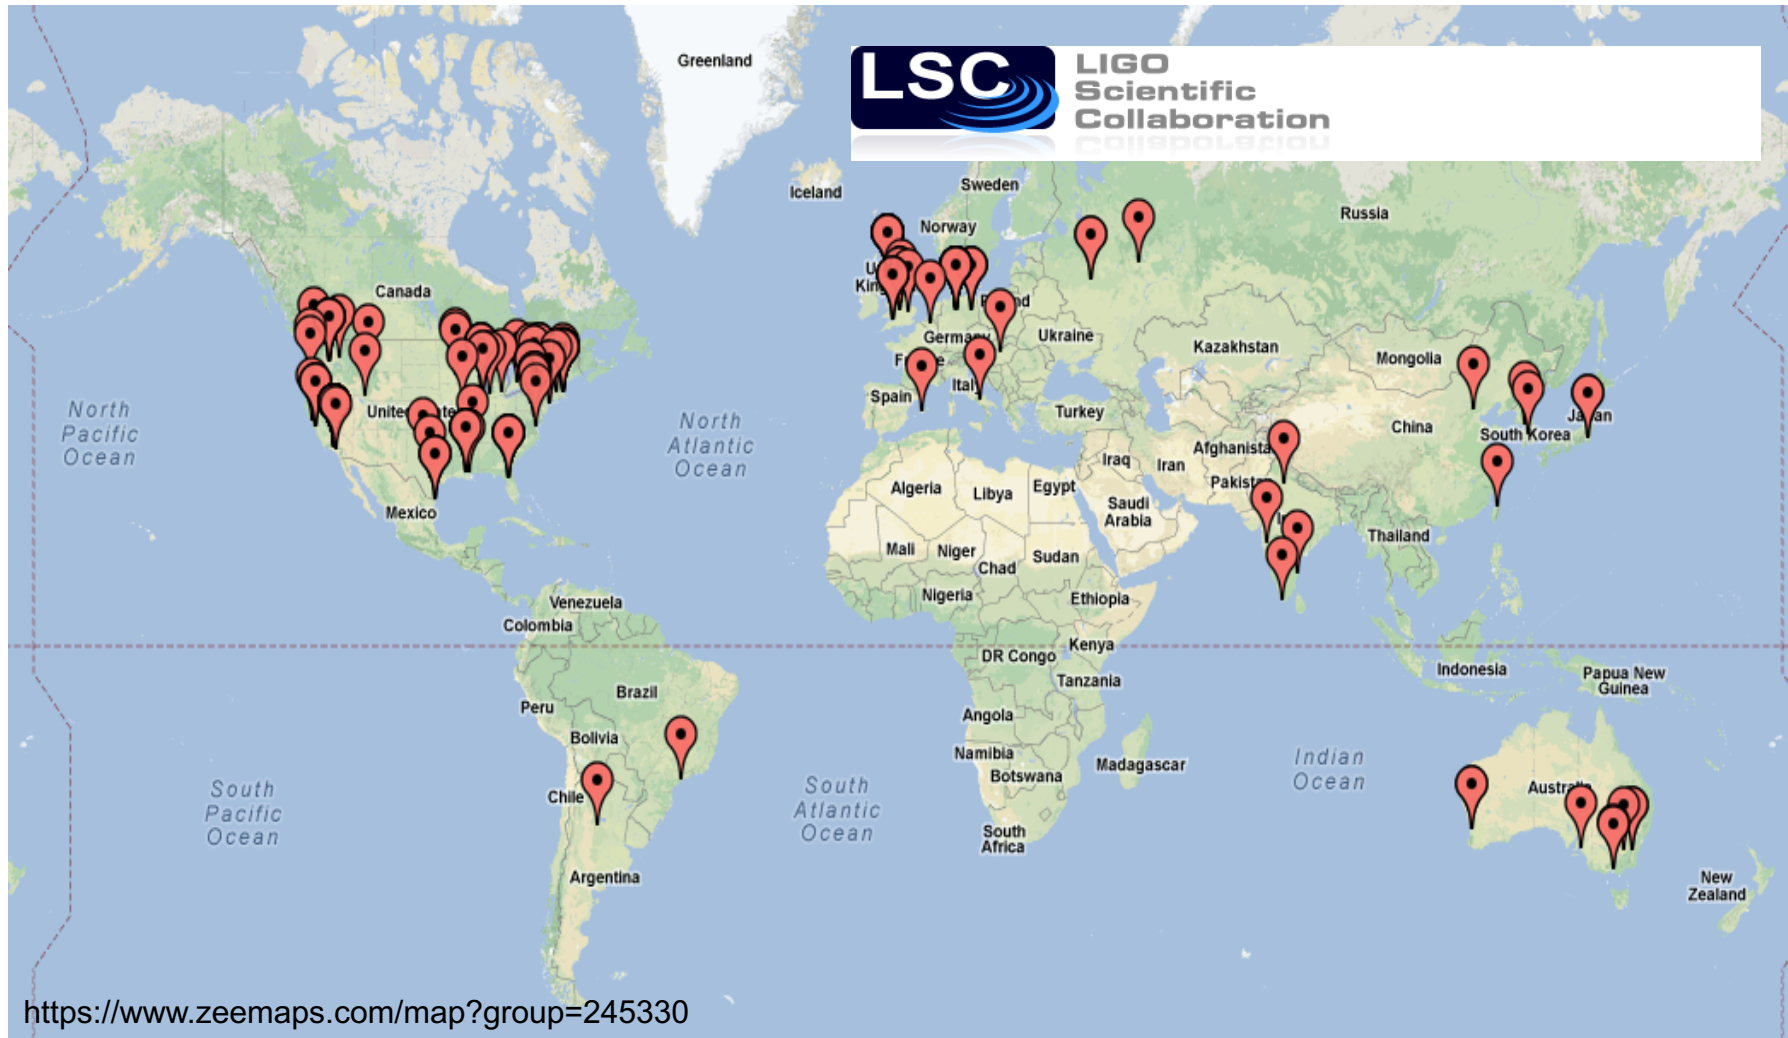 Greenland
LSC
LIGO
Scientific
Collaboration
Iceland
Sweden
Norway
Russia
Canada
Ukraine
Germany
Kazakhstan
Mongolia
Spain
Turkey
China
South Korea
North
Pacific
Ocean
North
Atlantic
Ocean
Iraq
Iran
Algeria
Libya
Egypt
Saudi
Arabia
Mexico
Mali
Niger
Chad
Sudan
Thailand
Nigeria
Ethiopia
Venezuela
Colombia
Kenya
DR Congo
Tanzania
Indonesia
Papua New
Guinea
Brazil
Peru
Angola
Bolivia
Namibia
Botswana
Madagascar
Indian
Ocean
Chile
South
Pacific
Ocean
South
Atlantic
Ocean
South
Africa
Argentina
New
Zealand
https://www.zeemaps.com/map?group=245330